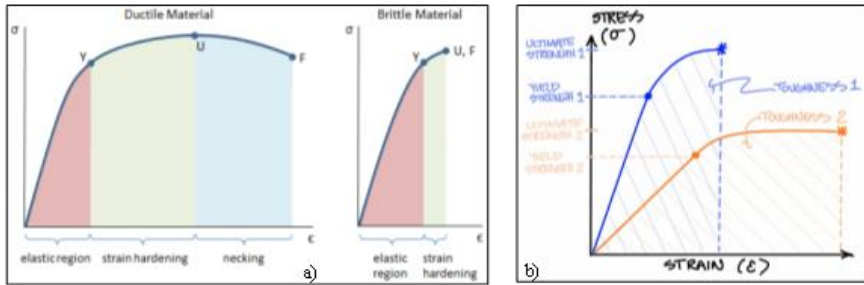 Ductile Material
σ
Y
U
F
ϵ
elastic region
strain hardening
necking
a)
Brittle Material
σ
Y
U, F
ϵ
elastic
region
strain
hardening
b)
STRESS
(σ)
ULTIMATE
STRENGTH 1
YIELD
STRENGTH 1
ULTIMATE
STRENGTH 2
YIELD
STRENGTH 2
TOUGHNESS 1
TOUGHNESS 2
STRAIN (ε)